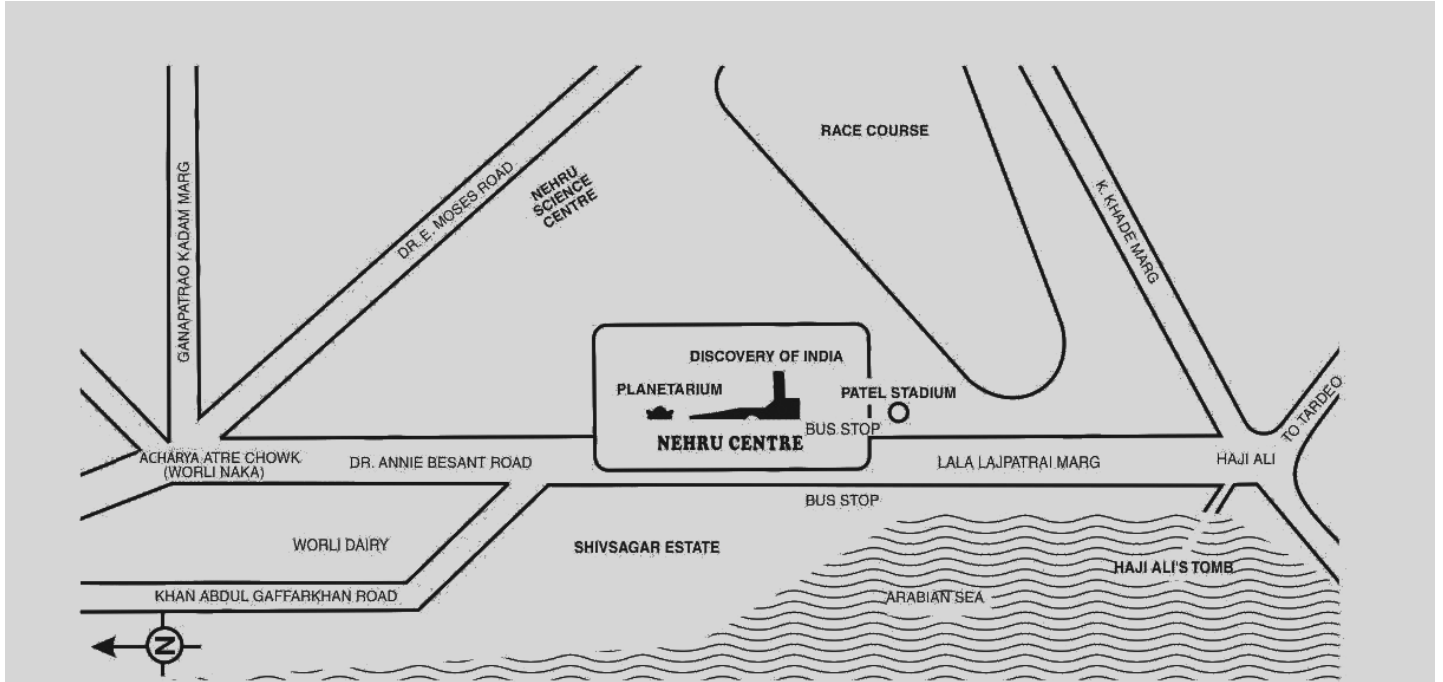 RACE COURSE
GANAPATRAO KADAM MARG
DR. E. MOSES ROAD
NEHRU
SCIENCE
CENTRE
K. KHADE MARG
DISCOVERY OF INDIA
PLANETARIUM
PATEL STADIUM
BUS STOP
NEHRU CENTRE
TO TARDEO
ACHARYA ATRE CHOWK
(WORLI NAKA)
DR. ANNIE BESANT ROAD
LALA LAJPATRAI MARG
HAJI ALI
BUS STOP
WORLI DAIRY
SHIVSAGAR ESTATE
HAJI ALI'S TOMB
KHAN ABDUL GAFFARKHAN ROAD
ARABIAN SEA
N